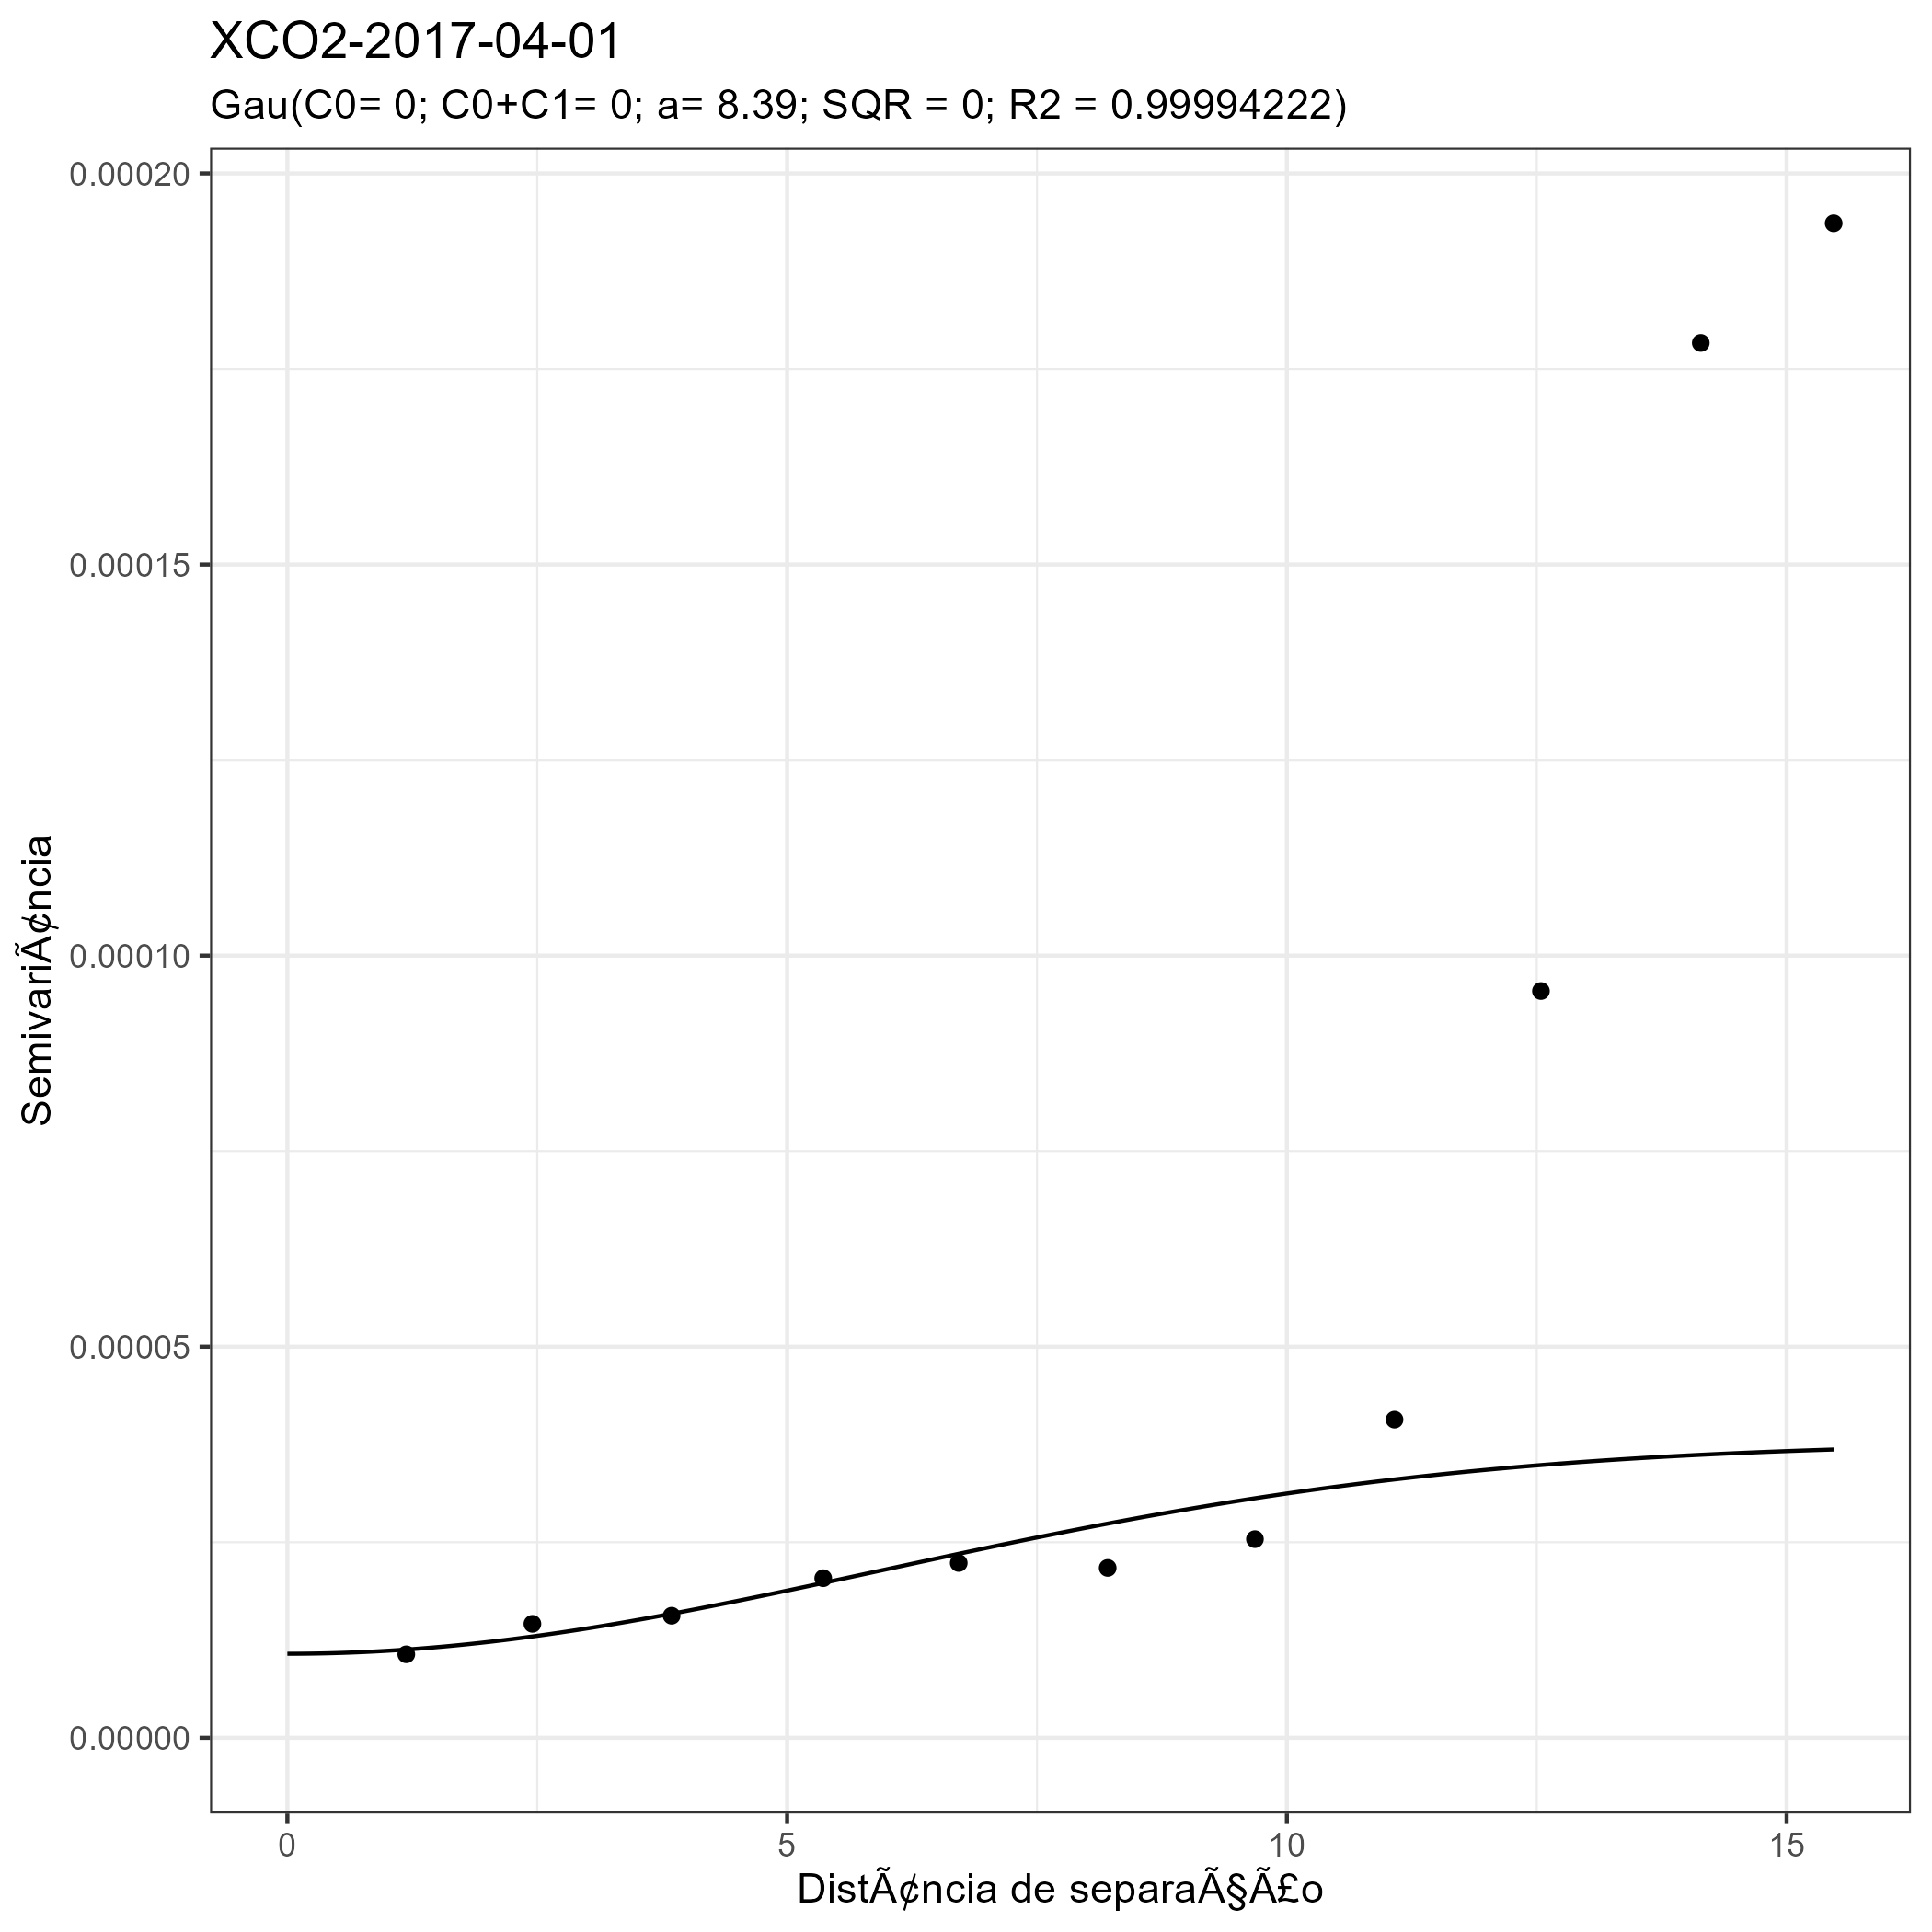 XCO2-2017-04-01
Gau(C0= 0; C0+C1= 0; a= 8.39; SQR = 0; R2 = 0.99994222)
0.00020
0.00015
0.00010
0.00005
0.00000
SemivariÃ¢ncia
0 5 10 15
DistÃ¢ncia de separaÃ§Ã£o